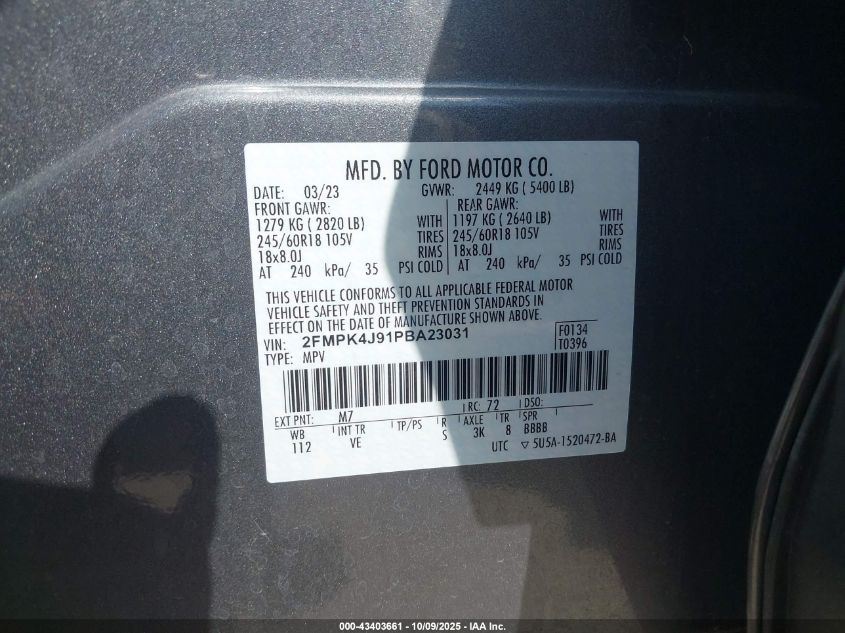 MFD. BY FORD MOTOR CO.
DATE: 03/23 GVWR: 2449 KG ( 5400 LB)
FRONT GAWR: REAR GAWR:
1279 KG ( 2820 LB) WITH 1197 KG ( 2640 LB) WITH
245/60R18 105V TIRES 245/60R18 105V TIRES
18x8.0J RIMS 18x8.0J RIMS
AT 240 kPa/ 35 PSI COLD AT 240 kPa/ 35 PSI COLD
THIS VEHICLE CONFORMS TO ALL APPLICABLE FEDERAL MOTOR
VEHICLE SAFETY AND THEFT PREVENTION STANDARDS IN
EFFECT ON THE DATE OF MANUFACTURE SHOWN ABOVE.
VIN: 2FMPK4J91PBA23031 F0134
TYPE: MPV T0396
EXT PNT: M7 RC: 72 DSO:
WB INT TR TP/PS R AXLE TR SPR
112 VE S 3K 8 BBBB
UTC ▽ 5U5A-1520472-BA
000-43403661 - 10/09/2025 - IAA Inc.